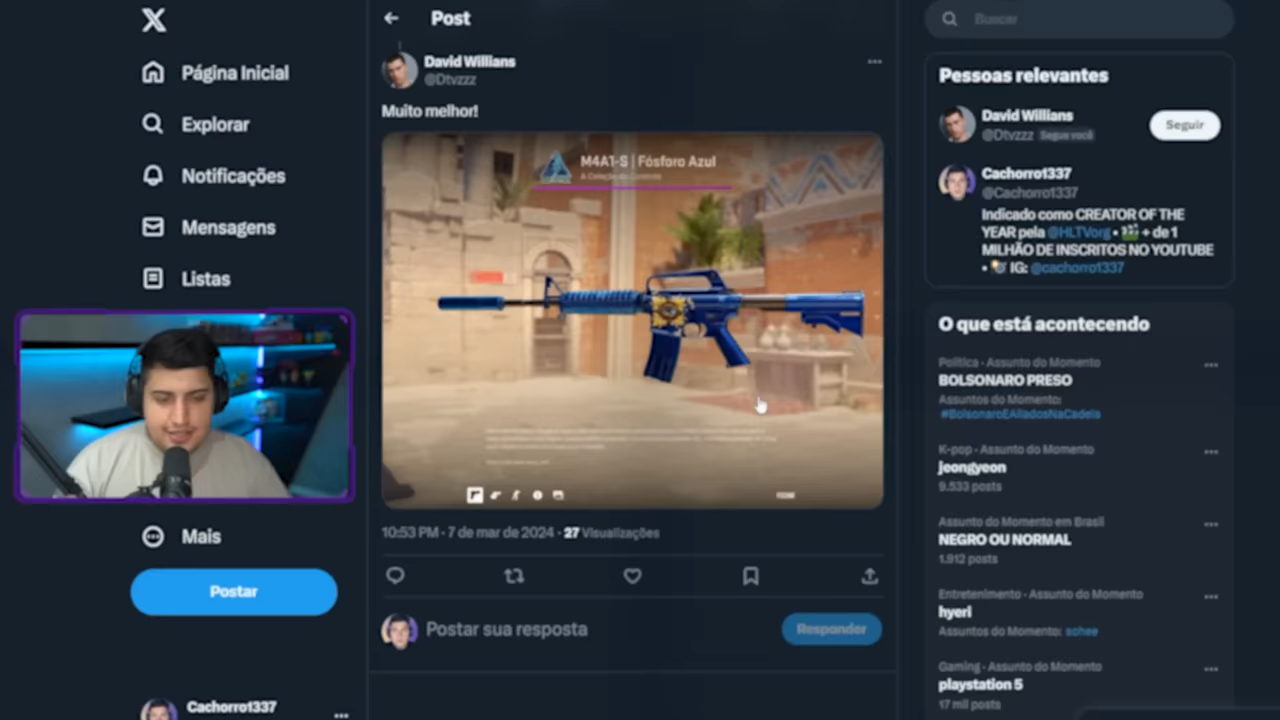 Página Inicial
Explorar
Notificações
Mensagens
Listas
Mais
Postar
Cachorro1337
Post
David Willians
@Dtvzzz
Muito melhor!
M4A1-S | Fósforo Azul
A Coleção do Controle
10:53 PM · 7 de mar de 2024 · 27 Visualizações
Postar sua resposta
Responder
Buscar
Pessoas relevantes
David Willians
@Dtvzzz Segue você
Seguir
Cachorro1337
@Cachorro1337
Indicado como CREATOR OF THE
YEAR pela @HLTVorg • + de 1
MILHÃO DE INSCRITOS NO YOUTUBE
• IG: @cachorro1337
O que está acontecendo
Política · Assunto do Momento
BOLSONARO PRESO
Assuntos do Momento:
#BolsonaroEAliadosNaCadeia
K-pop · Assunto do Momento
jeongyeon
9.533 posts
Assunto do Momento em Brasil
NEGRO OU NORMAL
1.912 posts
Entretenimento · Assunto do Momento
hyeri
Assuntos do Momento: sohee
Gaming · Assunto do Momento
playstation 5
17 mil posts